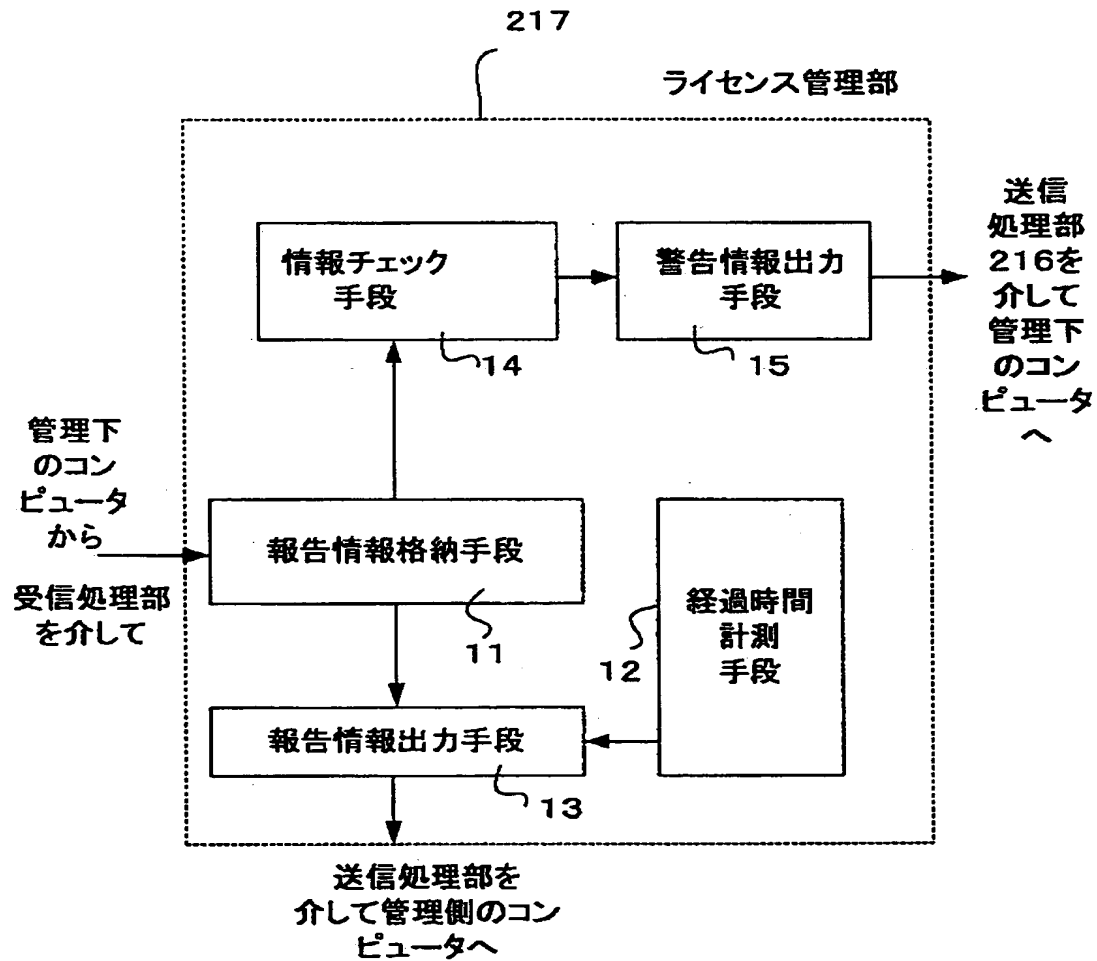 217
ライセンス管理部
情報チェック
手段
14
警告情報出力
手段
15
送信
処理部
216を
介して
管理下
のコン
ピュータ
へ
管理下
のコン
ピュータ
から
受信処理部
を介して
報告情報格納手段
11
経過時間
計測
手段
12
報告情報出力手段
13
送信処理部を
介して管理側のコン
ピュータへ